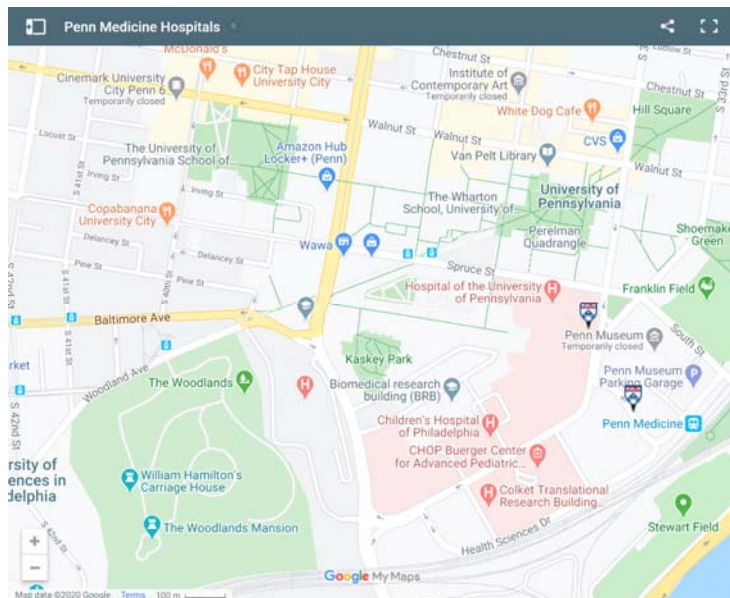 Penn Medicine Hospitals
McDonald's
Cinemark University
City Penn 6
Temporarily closed
City Tap House
University City
Institute of
Contemporary Art
Temporarily closed
Chestnut St
Ludlow St
Chestnut St
S 33rd St
White Dog Cafe
Hill Square
Locust St
Walnut St
Walnut St
CVS
The University of
Pennsylvania School of...
Amazon Hub
Locker+ (Penn)
Van Pelt Library
Walnut St
S 41st St
Irving St
Irving St
The Wharton
School, University of...
University of
Pennsylvania
Copabanana
University City
Perelman
Quadrangle
Shoemaker
Green
Delancey St
Delancey St
Wawa
Pine St
Pine St
S 40th St
Spruce St
S 42nd St
Hospital of the University
of Pennsylvania
Franklin Field
Baltimore Ave
S 41st St
Penn Museum
Temporarily closed
South St
Kaskey Park
arket
Woodland Ave
The Woodlands
Biomedical research
building (BRB)
Penn Museum
Parking Garage
S 42nd St
Children's Hospital
of Philadelphia
Penn Medicine
CHOP Buerger Center
for Advanced Pediatric...
rsity of
ences in
delphia
William Hamilton's
Carriage House
Colket Translational
Research Building...
The Woodlands Mansion
Stewart Field
S 42nd St
Health Sciences Dr
Google My Maps
Map data ©2020 Google Terms 100 m